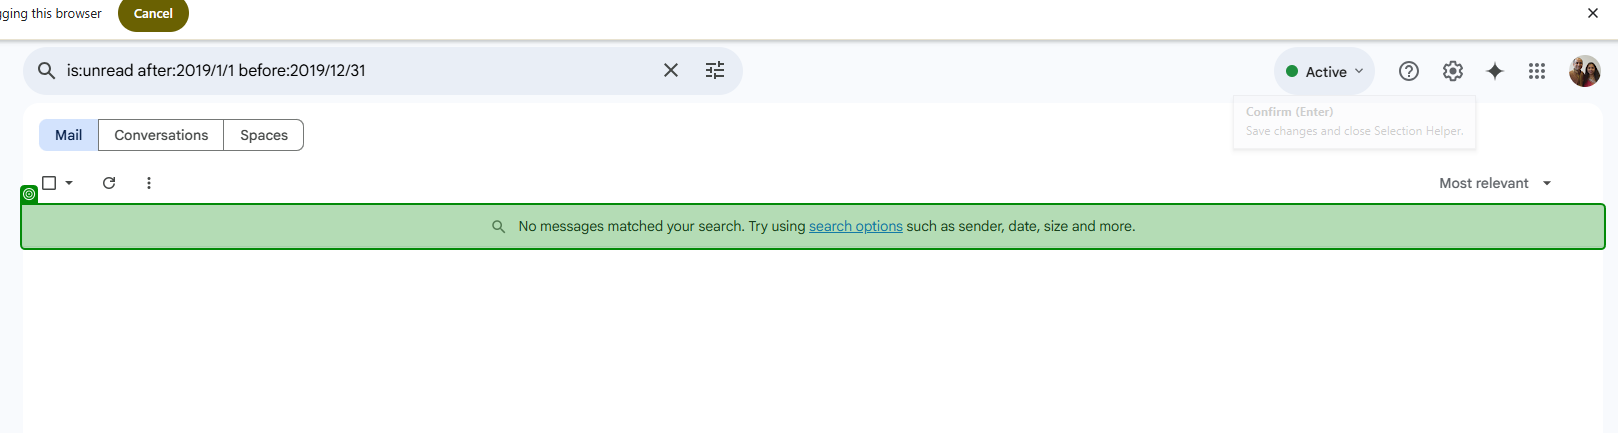 gging this browser
Cancel
is:unread after:2019/1/1 before:2019/12/31
Active
Confirm (Enter)
Save changes and close Selection Helper.
Mail
Conversations
Spaces
Most relevant
No messages matched your search. Try using search options such as sender, date, size and more.